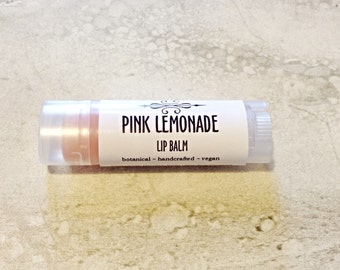 PINK LEMONADE
LIP BALM
botanical - handcrafted - vegan